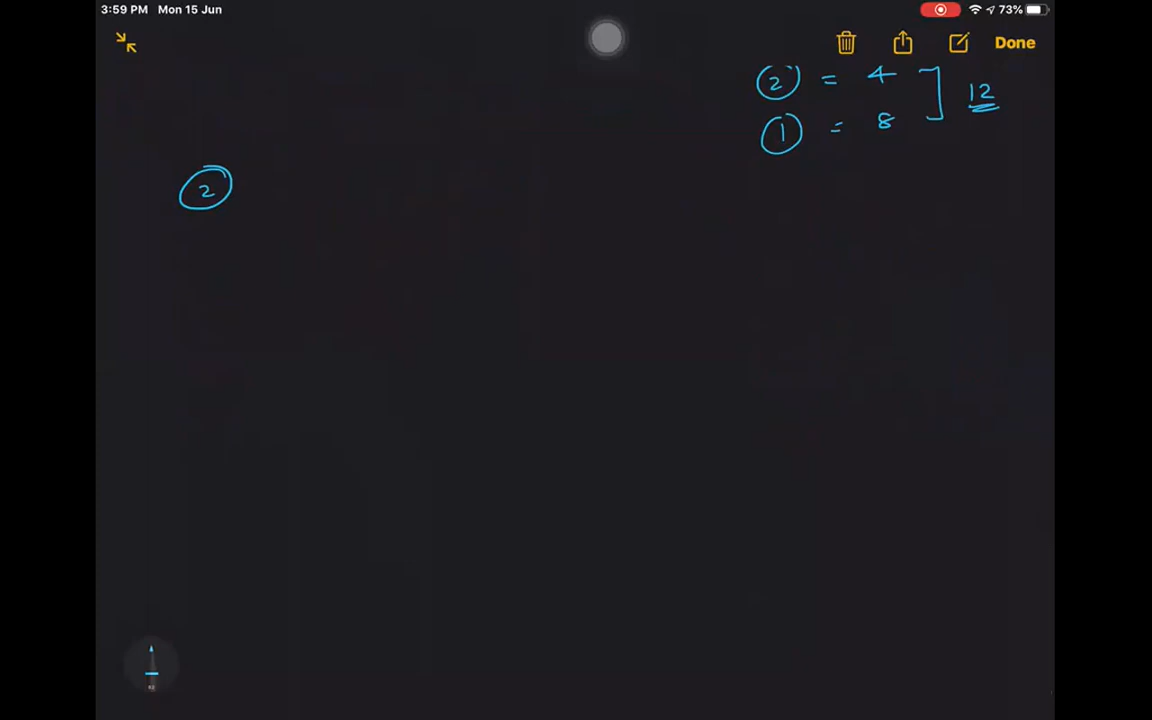 3:59 PM Mon 15 Jun
73%
Done
② = 4
① = 8
12
②